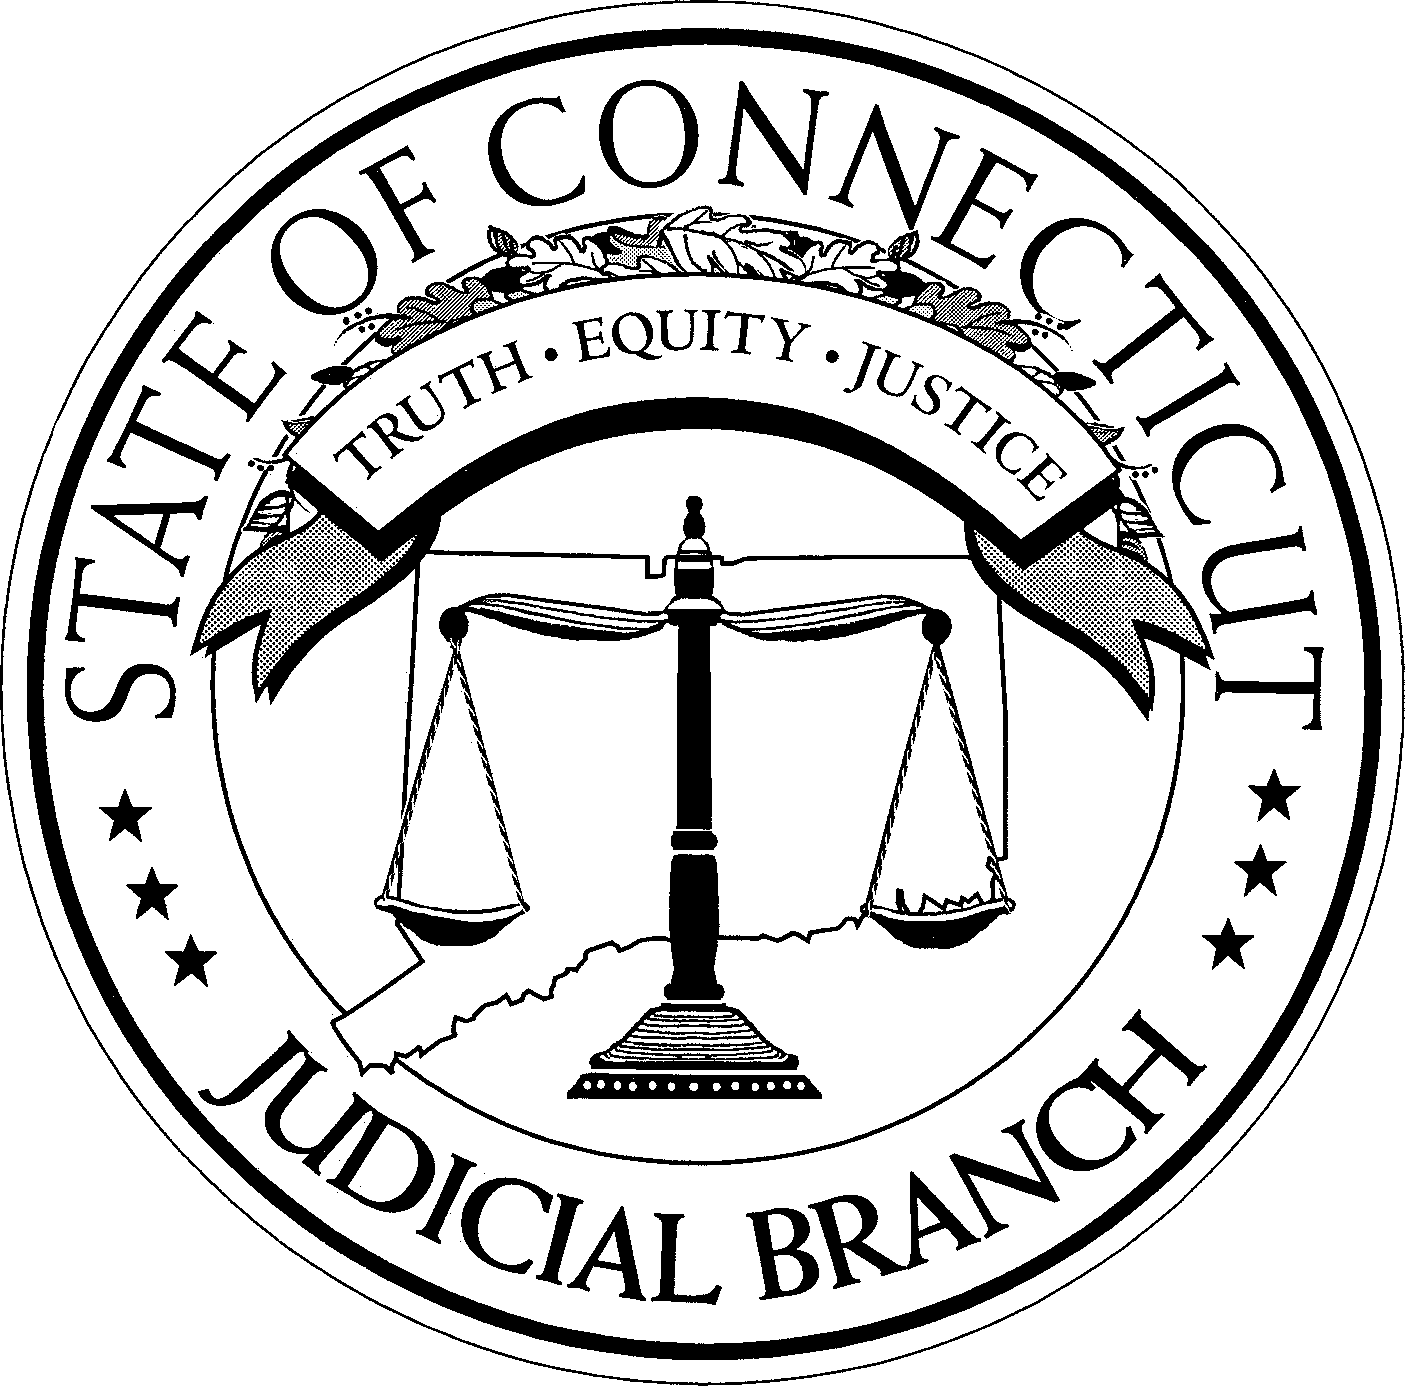 STATE OF CONNECTICUT
TRUTH · EQUITY · JUSTICE
JUDICIAL BRANCH